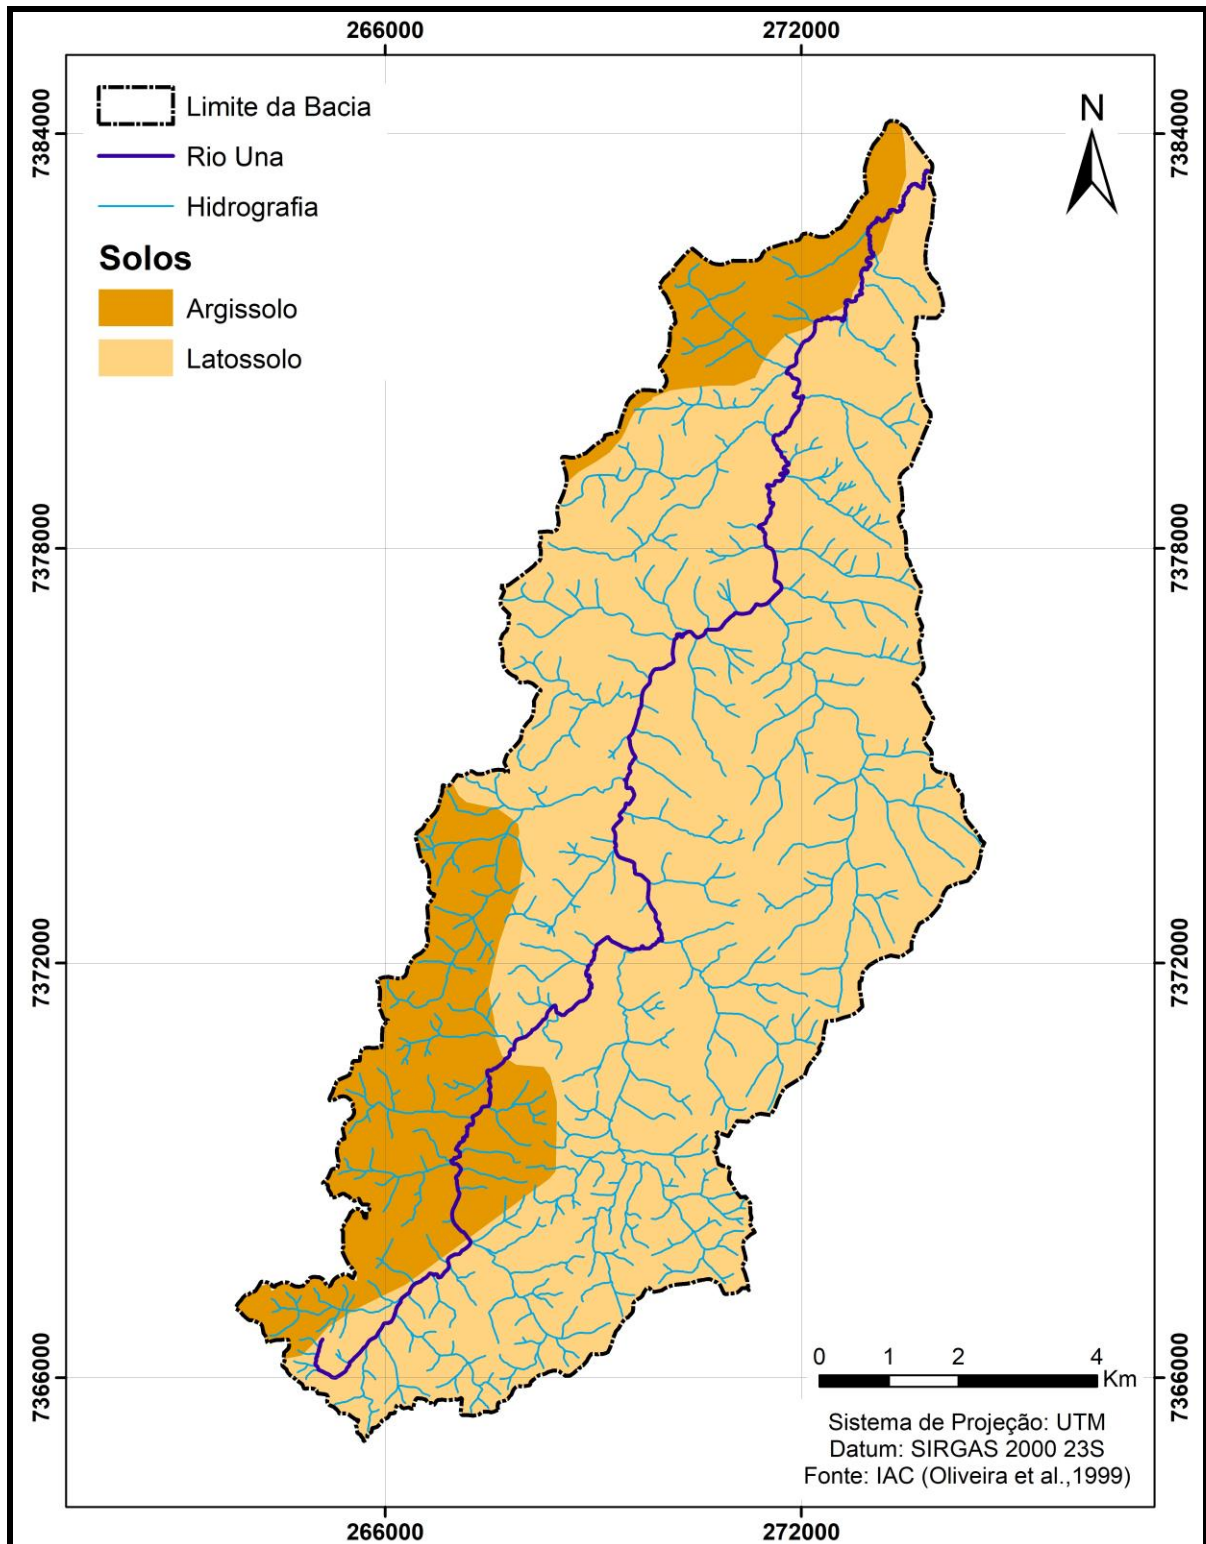 266000 272000
7384000 7384000
N
Limite da Bacia
Rio Una
Hidrografia
Solos
Argissolo
Latossolo
7378000 7378000
7372000 7372000
7366000 7366000
0 1 2 4
Km
Sistema de Projeção: UTM
Datum: SIRGAS 2000 23S
Fonte: IAC (Oliveira et al.,1999)
266000 272000